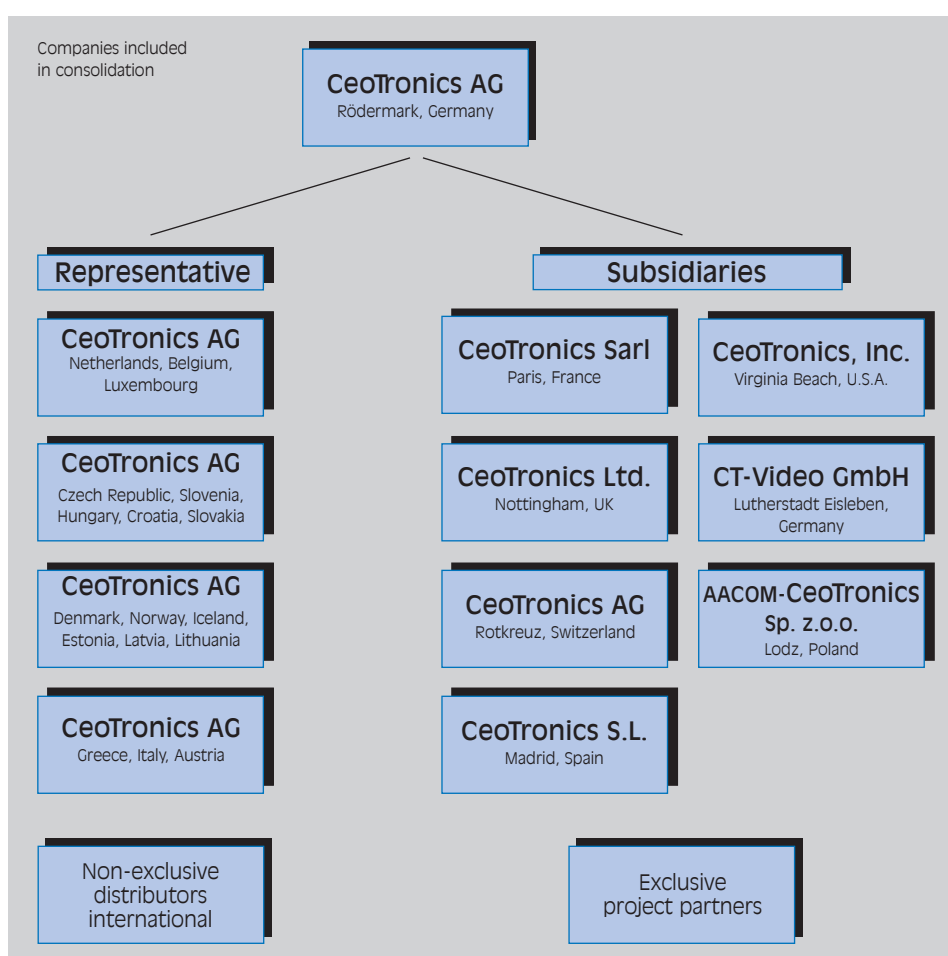 Companies included
in consolidation
CeoTronics AG
Rödermark, Germany
Representative
CeoTronics AG
Netherlands, Belgium,
Luxembourg
CeoTronics AG
Czech Republic, Slovenia,
Hungary, Croatia, Slovakia
CeoTronics AG
Denmark, Norway, Iceland,
Estonia, Latvia, Lithuania
CeoTronics AG
Greece, Italy, Austria
Non-exclusive
distributors
international
Subsidiaries
CeoTronics Sarl
Paris, France
CeoTronics Ltd.
Nottingham, UK
CeoTronics AG
Rotkreuz, Switzerland
CeoTronics S.L.
Madrid, Spain
CeoTronics, Inc.
Virginia Beach, U.S.A.
CT-Video GmbH
Lutherstadt Eisleben,
Germany
AACOM-CeoTronics
Sp. z.o.o.
Lodz, Poland
Exclusive
project partners